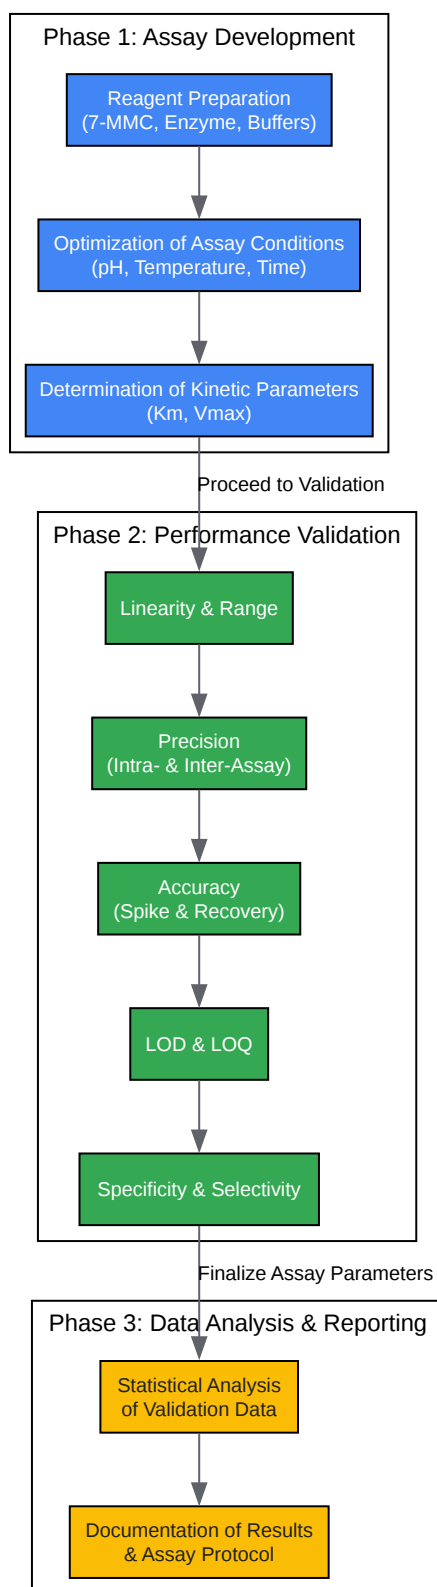 Phase 1: Assay Development
Reagent Preparation
(7-MMC, Enzyme, Buffers)
Optimization of Assay Conditions
(pH, Temperature, Time)
Determination of Kinetic Parameters
(Km, Vmax)
Proceed to Validation
Phase 2: Performance Validation
Linearity & Range
Precision
(Intra- & Inter-Assay)
Accuracy
(Spike & Recovery)
LOD & LOQ
Specificity & Selectivity
Finalize Assay Parameters
Phase 3: Data Analysis & Reporting
Statistical Analysis
of Validation Data
Documentation of Results
& Assay Protocol